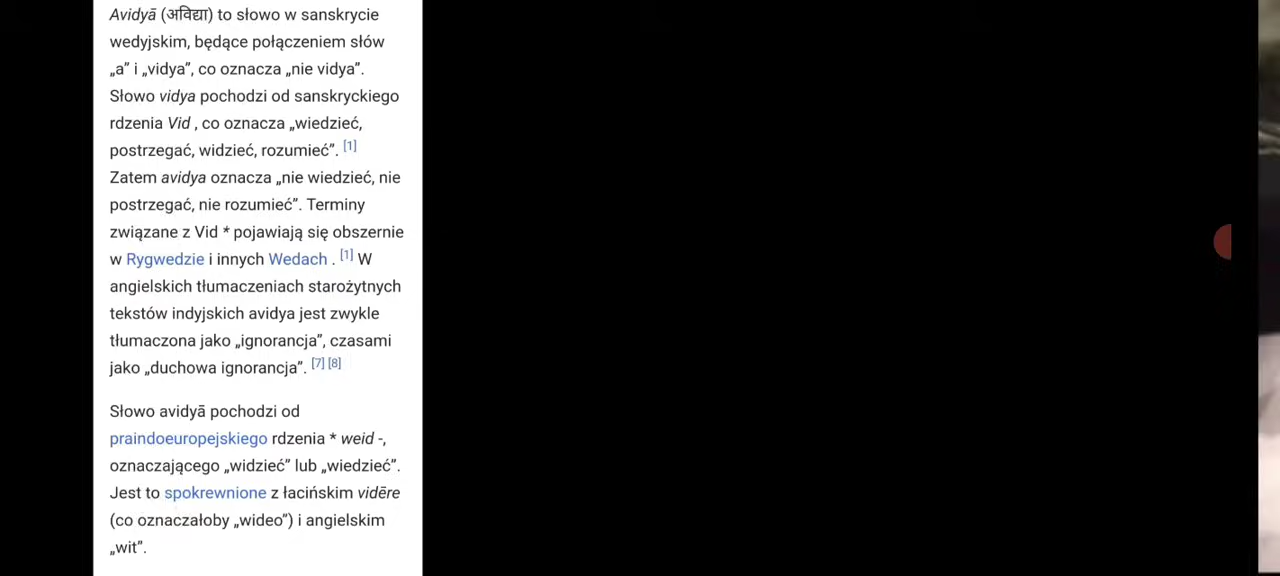 Avidyā (अविद्या) to słowo w sanskrycie
wedyjskim, będące połączeniem słów
„a” i „vidya”, co oznacza „nie vidya”.
Słowo vidya pochodzi od sanskryckiego
rdzenia Vid , co oznacza „wiedzieć,
postrzegać, widzieć, rozumieć”. [1]
Zatem avidya oznacza „nie wiedzieć, nie
postrzegać, nie rozumieć”. Terminy
związane z Vid * pojawiają się obszernie
w Rygwedzie i innych Wedach . [1] W
angielskich tłumaczeniach starożytnych
tekstów indyjskich avidya jest zwykle
tłumaczona jako „ignorancja”, czasami
jako „duchowa ignorancja”. [7] [8]
Słowo avidyā pochodzi od
praindoeuropejskiego rdzenia * weid -,
oznaczającego „widzieć” lub „wiedzieć”.
Jest to spokrewnione z łacińskim vidēre
(co oznaczałoby „wideo”) i angielskim
„wit”.